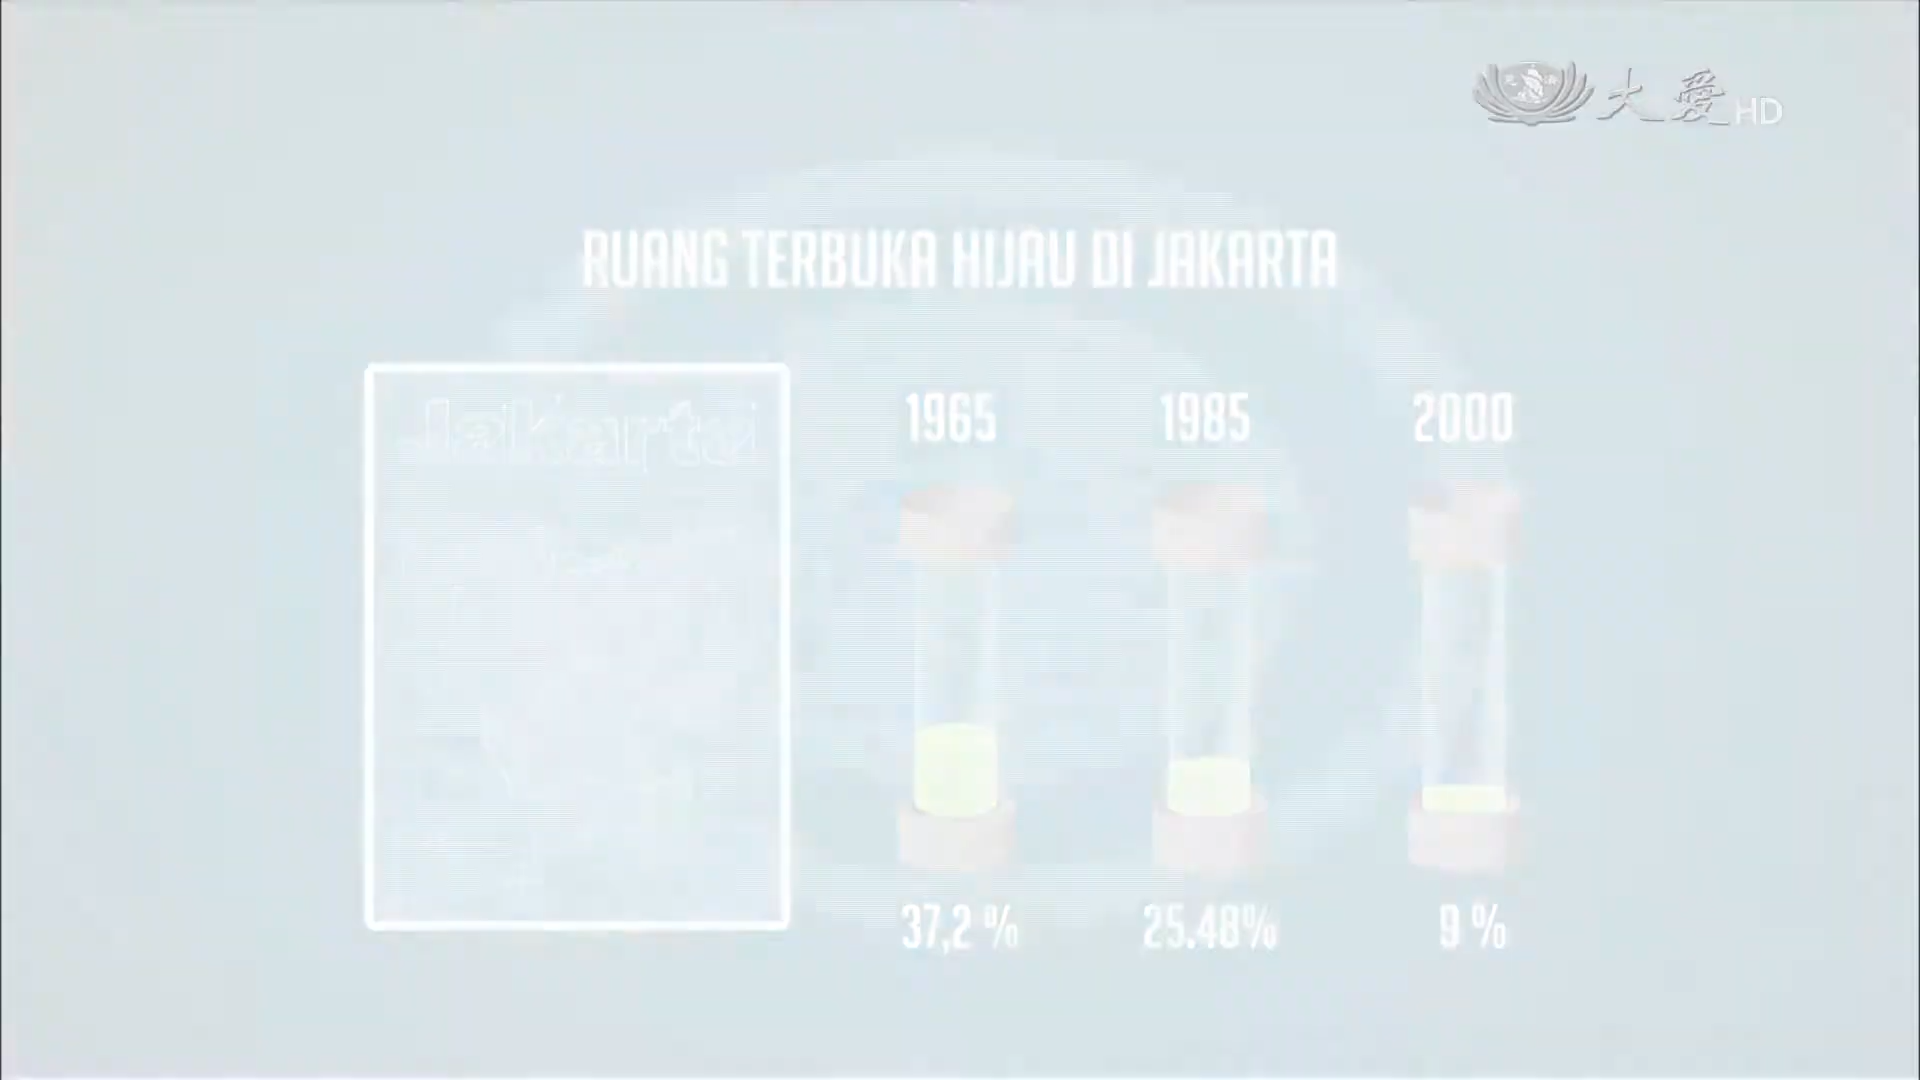 大愛HD
RUANG TERBUKA HIJAU DI JAKARTA
Jakarta
1965 1985 2000
37,2 % 25.48% 9 %